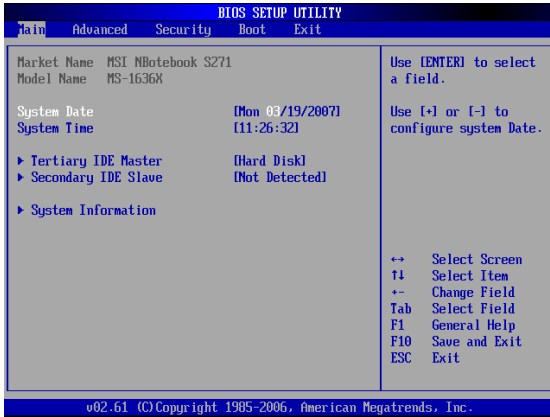 BIOS SETUP UTILITY
Main Advanced Security Boot Exit
Market Name MSI NBotebook S271
Model Name MS-1636X
System Date [Mon 03/19/2007]
System Time [11:26:32]
▶ Tertiary IDE Master [Hard Disk]
▶ Secondary IDE Slave [Not Detected]
▶ System Information
Use [ENTER] to select
a field.
Use [+] or [-] to
configure system Date.
↔ Select Screen
↑↓ Select Item
+- Change Field
Tab Select Field
F1 General Help
F10 Save and Exit
ESC Exit
v02.61 (C)Copyright 1985-2006, American Megatrends, Inc.